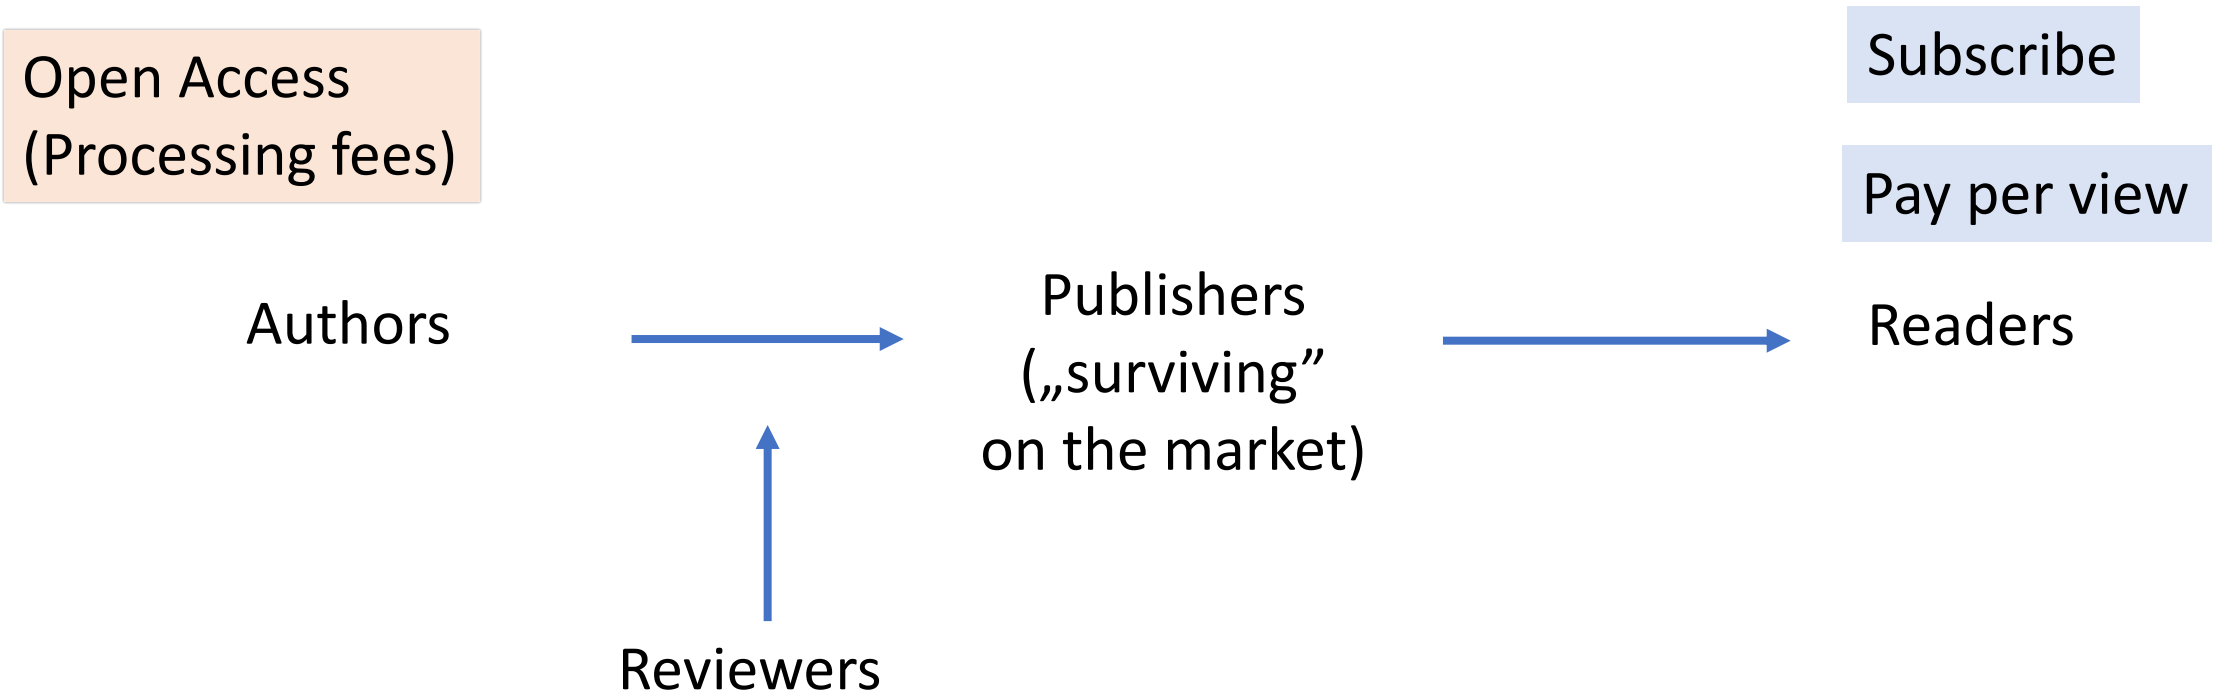 Open Access
(Processing fees)
Subscribe
Pay per view
Authors
Publishers
(„surviving”
on the market)
Readers
Reviewers